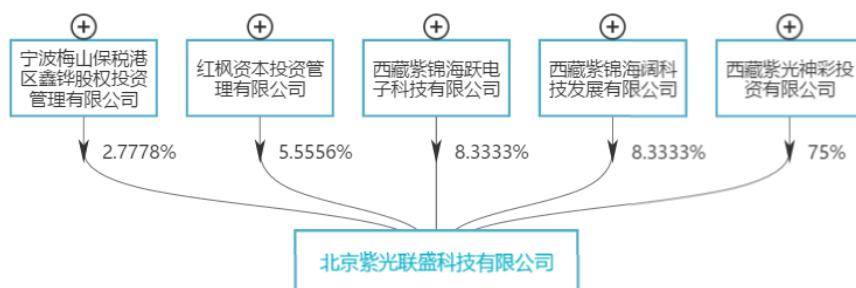 宁波梅山保税港
区鑫铧股权投资
管理有限公司
红枫资本投资管
理有限公司
西藏紫锦海跃电
子科技有限公司
西藏紫锦海阔科
技发展有限公司
西藏紫光神彩投
资有限公司
2.7778%
5.5556%
8.3333%
8.3333%
75%
北京紫光联盛科技有限公司